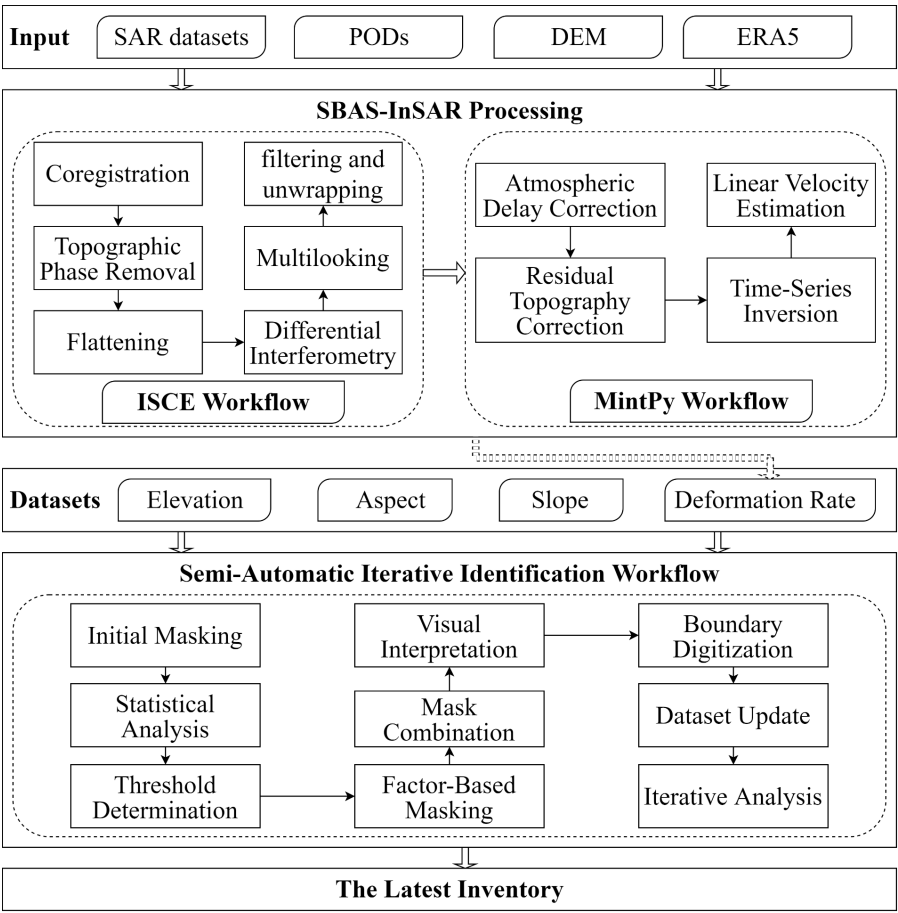 Input
SAR datasets
PODs
DEM
ERA5
SBAS-InSAR Processing
Coregistration
Topographic
Phase Removal
Flattening
Differential
Interferometry
Multilooking
filtering and
unwrapping
ISCE Workflow
Atmospheric
Delay Correction
Residual
Topography
Correction
Time-Series
Inversion
Linear Velocity
Estimation
MintPy Workflow
Datasets
Elevation
Aspect
Slope
Deformation Rate
Semi-Automatic Iterative Identification Workflow
Initial Masking
Statistical
Analysis
Threshold
Determination
Factor-Based
Masking
Mask
Combination
Visual
Interpretation
Boundary
Digitization
Dataset Update
Iterative Analysis
The Latest Inventory